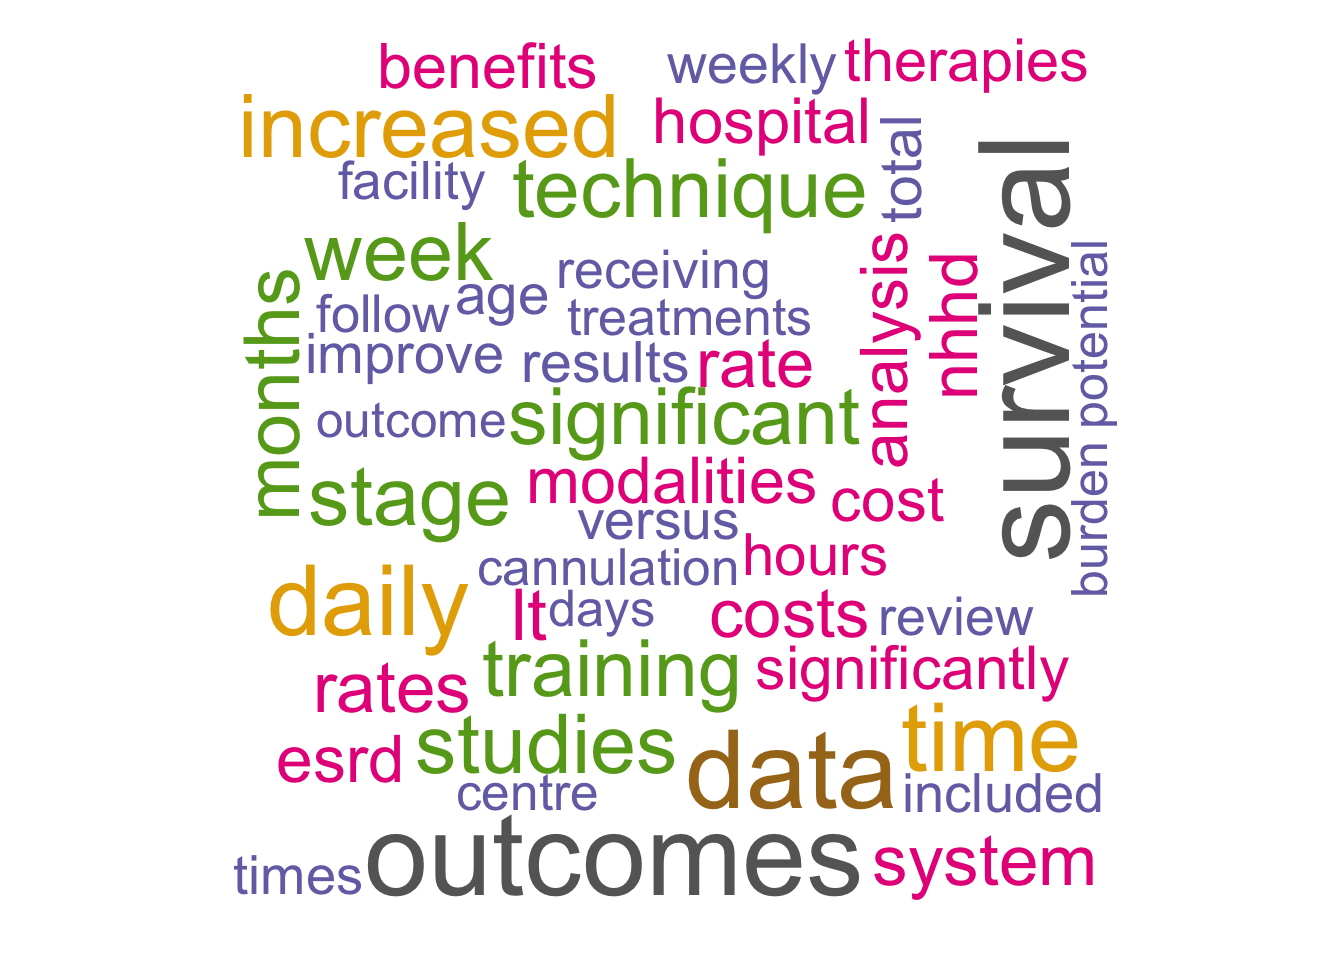 benefits weekly therapies
increased hospital
facility technique total
week receiving analysis nhhd survival
months follow age treatments potential
improve results rate
outcome significant
stage modalities cost burden
versus
cannulation hours
daily lt days costs review
rates training significantly
esrd studies data time
centre included
times outcomes system